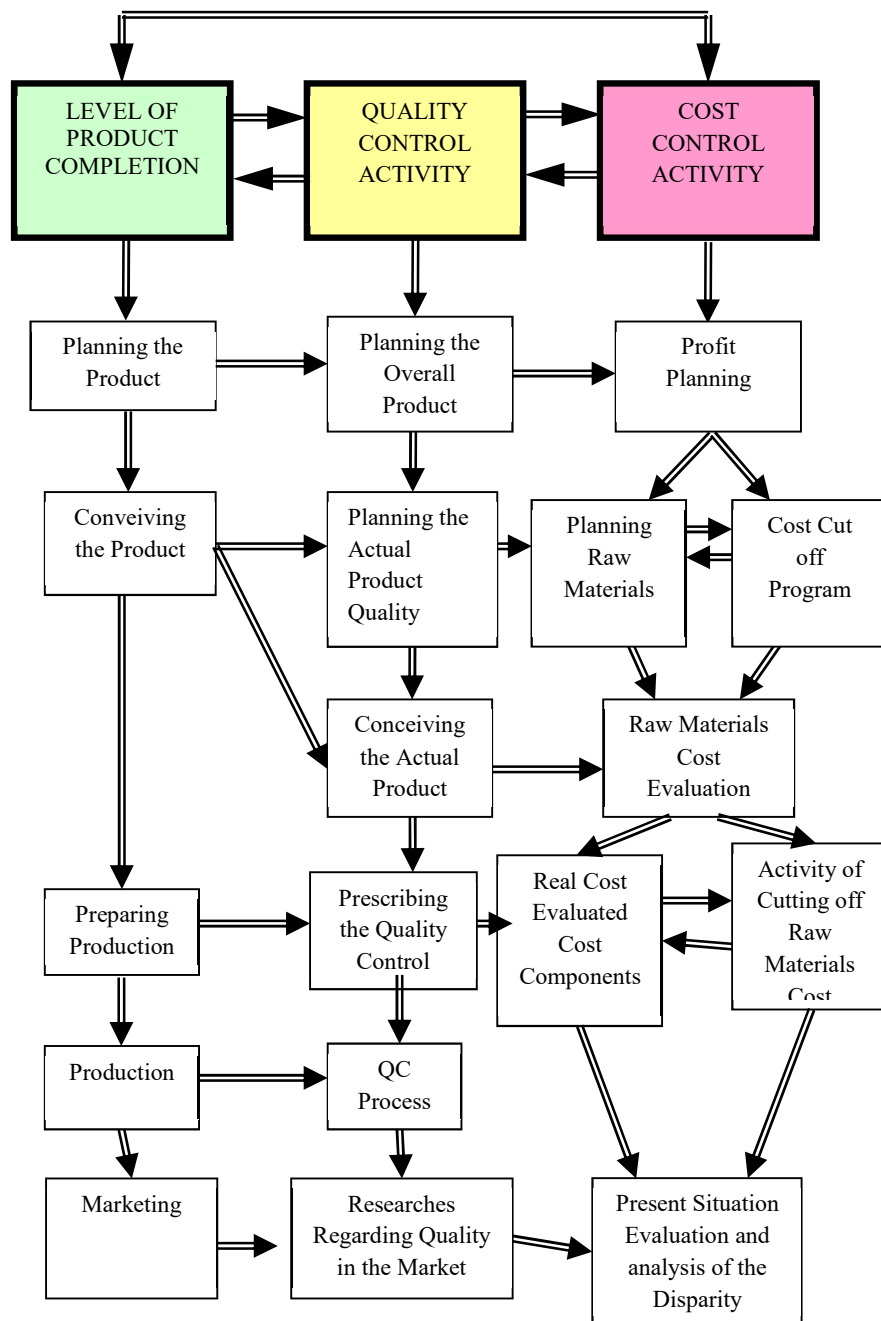 LEVEL OF
PRODUCT
COMPLETION
QUALITY
CONTROL
ACTIVITY
COST
CONTROL
ACTIVITY
Planning the
Product
Planning the
Overall
Product
Profit
Planning
Conveiving
the Product
Planning the
Actual
Product
Quality
Planning
Raw
Materials
Cost Cut
off
Program
Conceiving
the Actual
Product
Raw Materials
Cost
Evaluation
Preparing
Production
Prescribing
the Quality
Control
Real Cost
Evaluated
Cost
Components
Activity of
Cutting off
Raw
Materials
Cost
Production
QC
Process
Marketing
Researches
Regarding Quality
in the Market
Present Situation
Evaluation and
analysis of the
Disparity